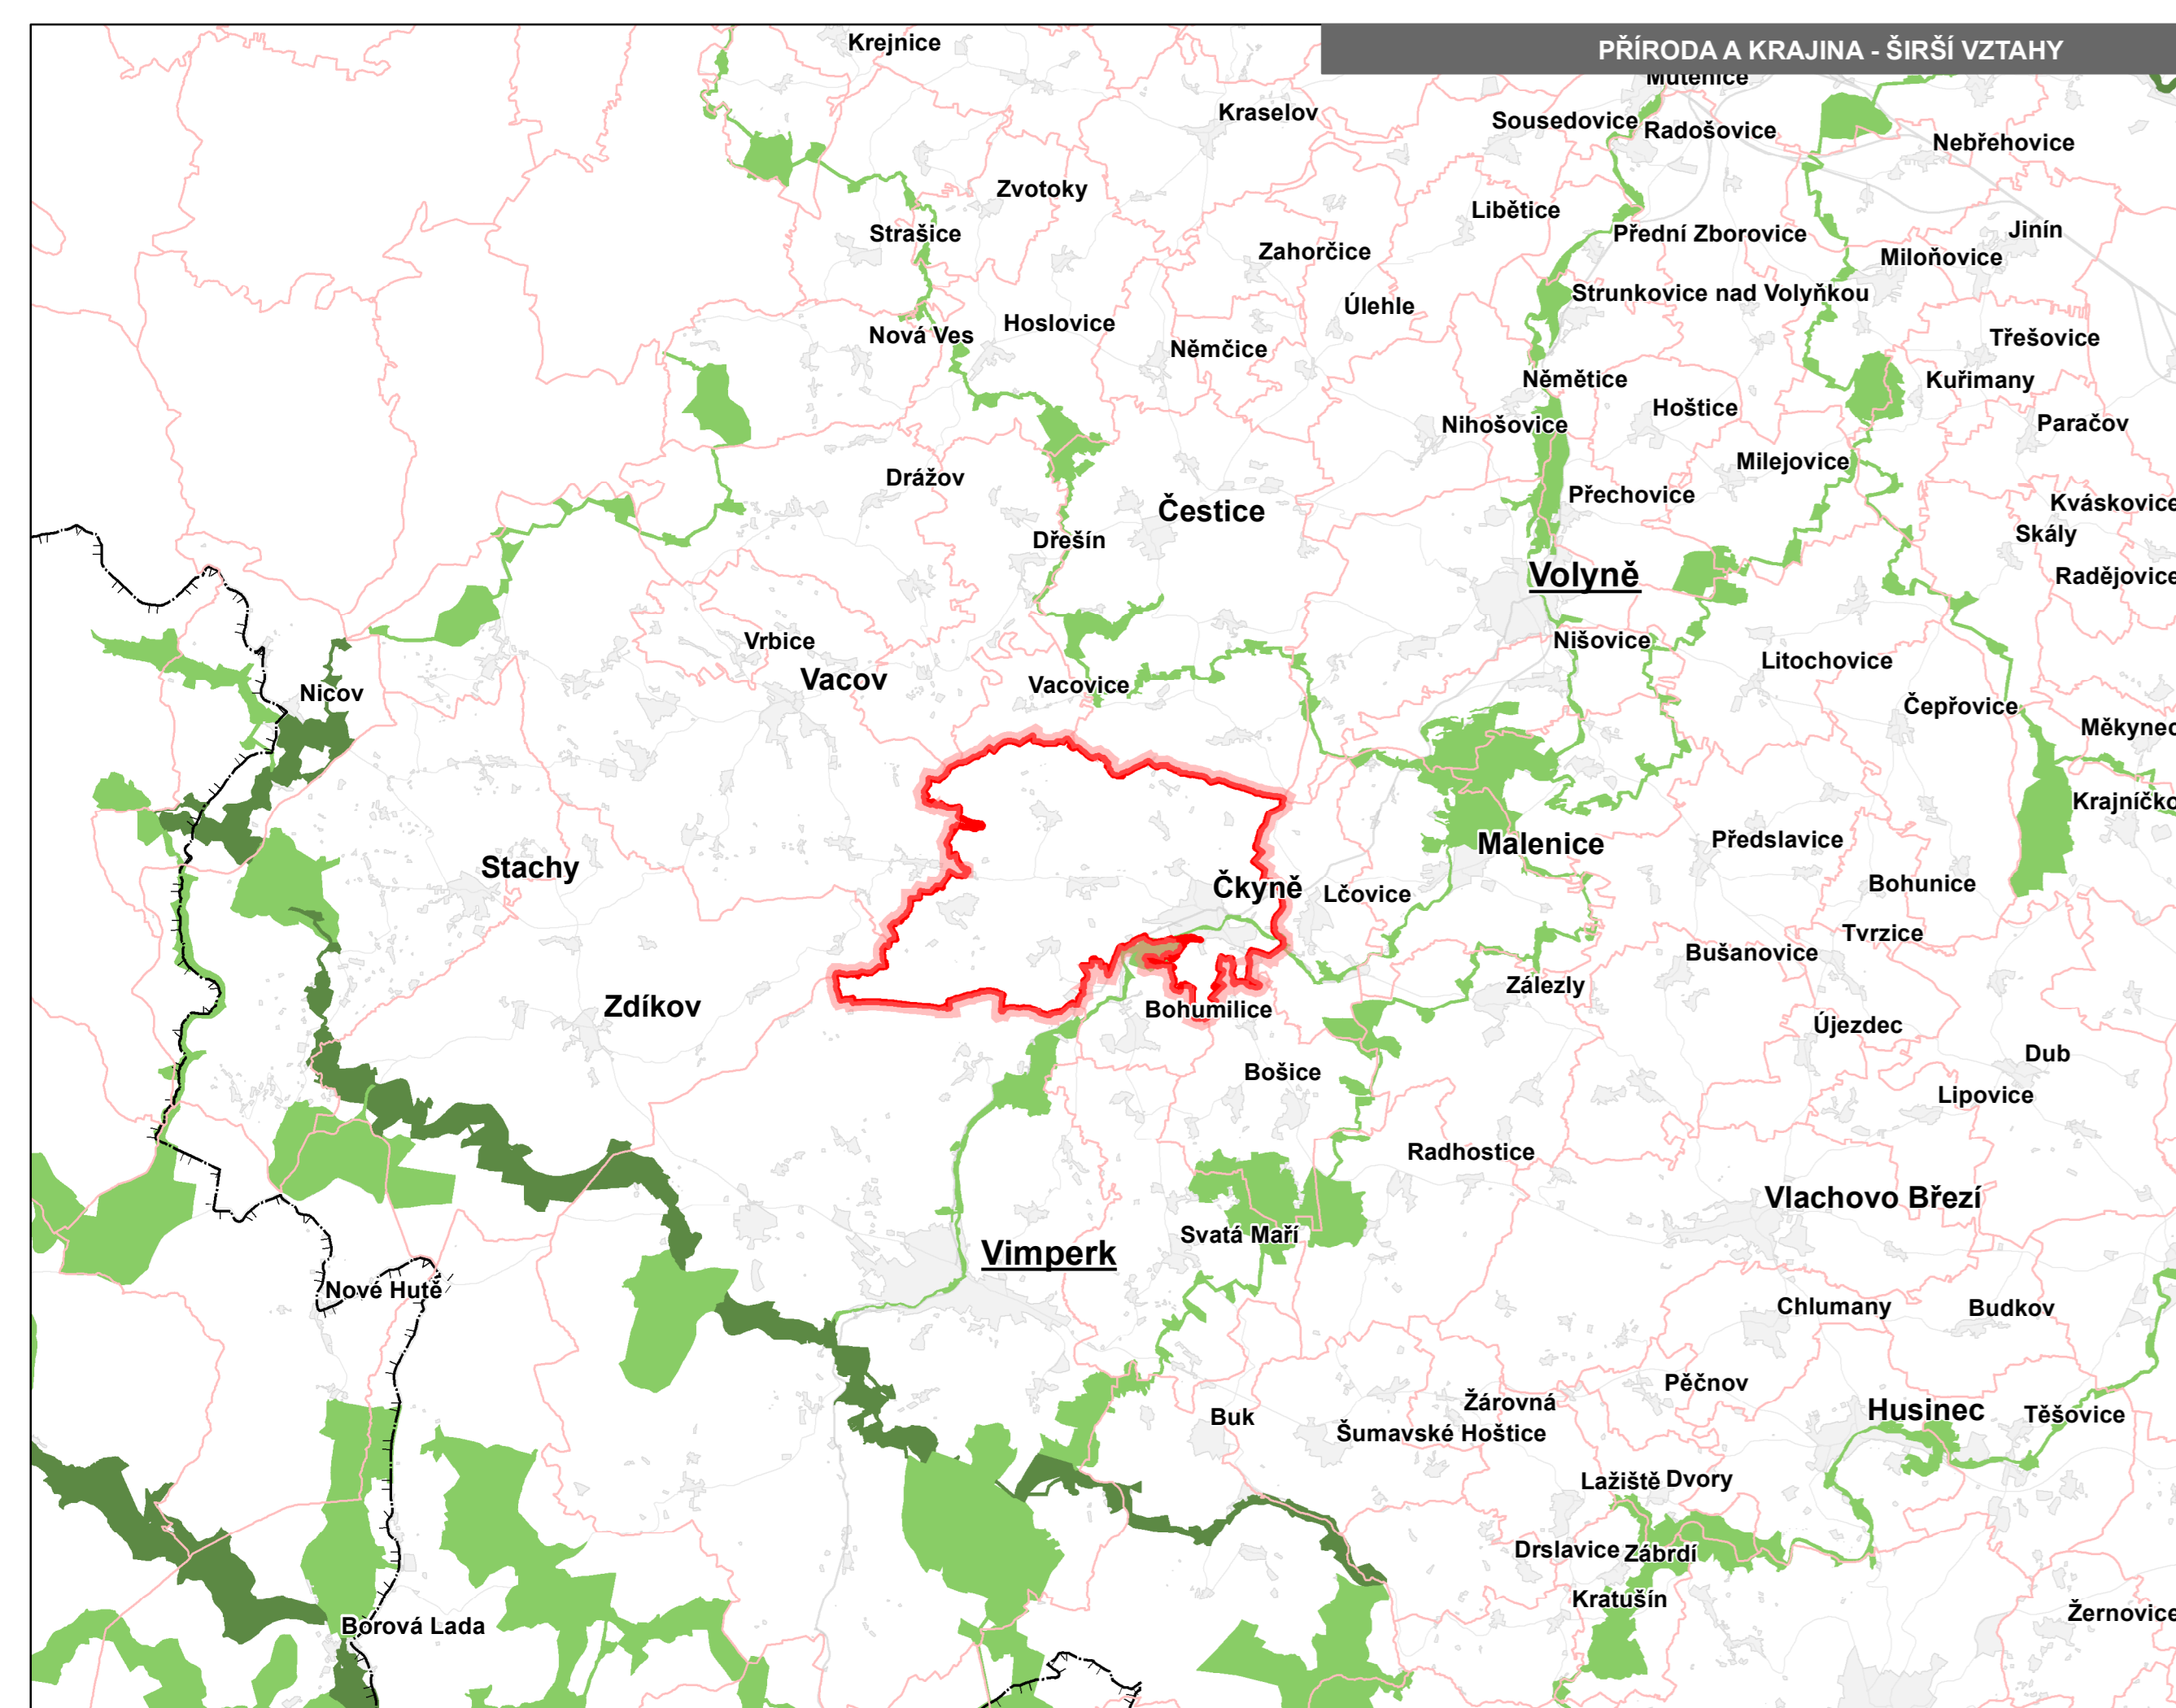 PŘÍRODA A KRAJINA - ŠIRŠÍ VZTAHY
Krejnice
Mutěnice
Kraselov
Sousedovice
Radošovice
Nebřehovice
Zvotoky
Libětice
Strašice
Přední Zborovice
Jinín
Zahorčice
Miloňovice
Strunkovice nad Volyňkou
Úlehle
Hoslovice
Nová Ves
Třešovice
Němčice
Němětice
Kuřimany
Hoštice
Nihošovice
Paračov
Milejovice
Drážov
Přechovice
Kváskovice
Čestice
Skály
Dřešín
Volyně
Radějovice
Vrbice
Nišovice
Litochovice
Vacov
Vacovice
Nicov
Čepřovice
Měkynec
Krajníčko
Malenice
Předslavice
Stachy
Čkyně
Lčovice
Bohunice
Tvrzice
Bušanovice
Zálezly
Zdíkov
Bohumilice
Újezdec
Dub
Bošice
Lipovice
Radhostice
Vlachovo Březí
Svatá Maří
Vimperk
Nové Hutě
Chlumany
Budkov
Pěčnov
Žárovná
Husinec
Těšovice
Buk
Šumavské Hoštice
Lažiště
Dvory
Drslavice
Zábrdí
Kratušín
Borová Lada
Žernovice